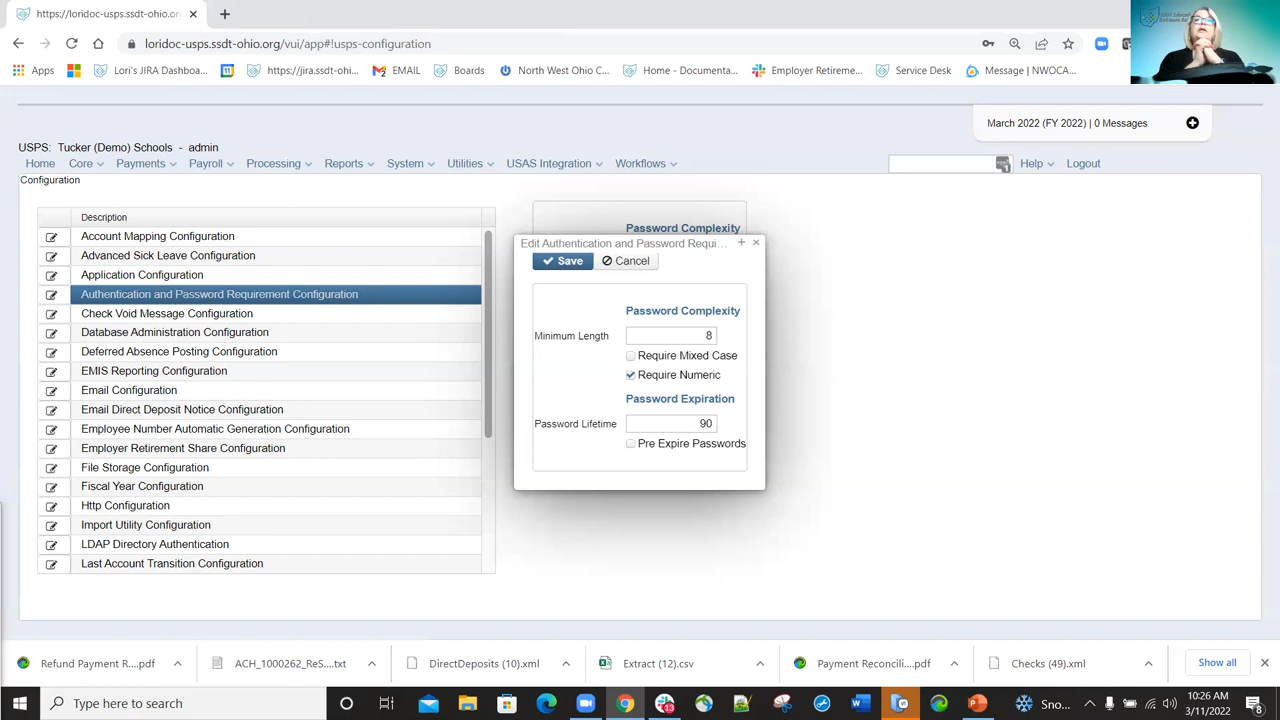 https://loridoc-usps.ssdt-ohio.org/
loridoc-usps.ssdt-ohio.org/vui/app#!usps-configuration
Apps
Lori's JIRA Dashboa...
https://jira.ssdt-ohi...
EMAIL
Boards
North West Ohio C...
Home - Documenta...
Employer Retireme...
Service Desk
Message | NWOCA...
March 2022 (FY 2022) | 0 Messages
USPS: Tucker (Demo) Schools - admin
Home Core Payments Payroll Processing Reports System Utilities USAS Integration Workflows Help Logout
Configuration
Description
Account Mapping Configuration
Advanced Sick Leave Configuration
Application Configuration
Authentication and Password Requirement Configuration
Check Void Message Configuration
Database Administration Configuration
Deferred Absence Posting Configuration
EMIS Reporting Configuration
Email Configuration
Email Direct Deposit Notice Configuration
Employee Number Automatic Generation Configuration
Employer Retirement Share Configuration
File Storage Configuration
Fiscal Year Configuration
Http Configuration
Import Utility Configuration
LDAP Directory Authentication
Last Account Transition Configuration
Password Complexity
Edit Authentication and Password Requi...
Save Cancel
Password Complexity
Minimum Length 8
Require Mixed Case
Require Numeric
Password Expiration
Password Lifetime 90
Pre Expire Passwords
Refund Payment R....pdf
ACH_1000262_ReS....txt
DirectDeposits (10).xml
Extract (12).csv
Payment Reconcili....pdf
Checks (49).xml
Show all
Type here to search
13
Sno...
10:26 AM
3/11/2022
8